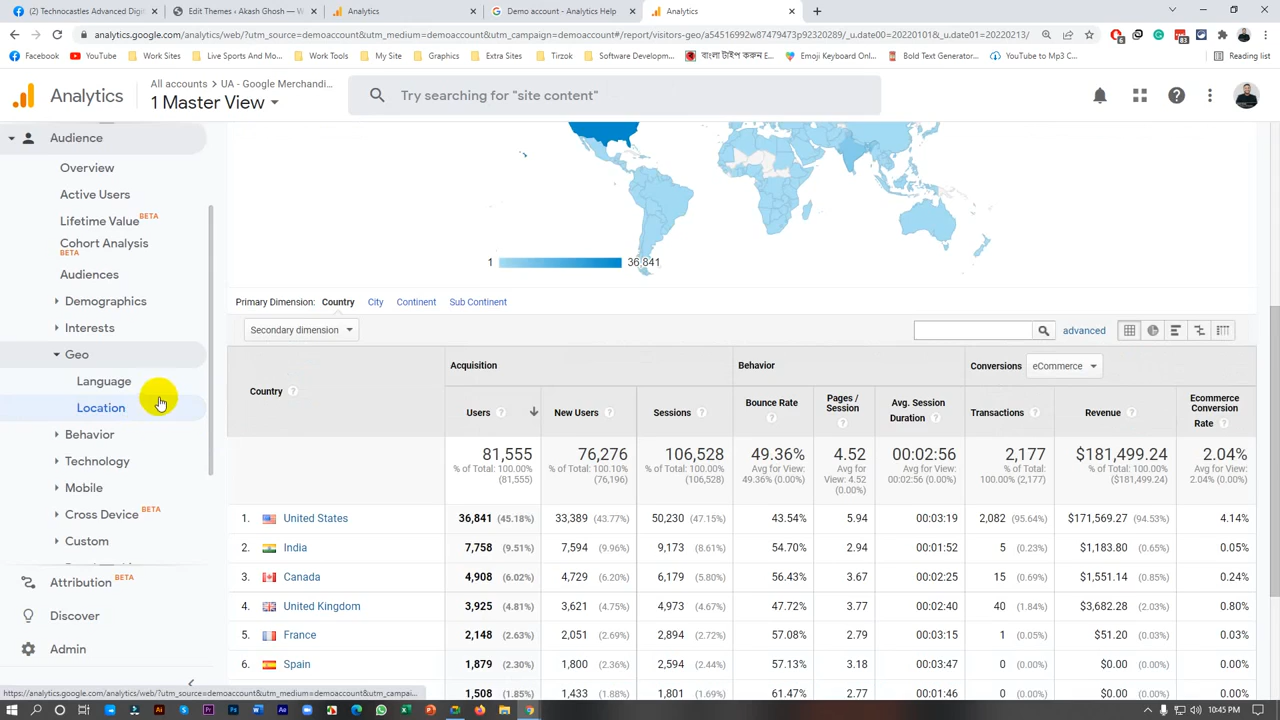 (2) Technocratis Advanced Digi
Edit Themes ‹ Akash Ghosh — W
Analytics
Demo account - Analytics Help
Analytics
analytics.google.com/analytics/web/?utm_source=demoaccount&utm_medium=demoaccount&utm_campaign=demoaccount#/report/visitors-geo/a54516992w87479473p92320289/_u.date00=20220101&_u.date01=20220213/
Facebook
YouTube
Work Sites
Live Sports And Mo...
Work Tools
My Site
Graphics
Extra Sites
Tirzok
Software Developm...
বাংলা টাইপ করুন E...
Emoji Keyboard Onl...
Bold Text Generator...
YouTube to Mp3 C...
Reading list
Analytics
All accounts > UA - Google Merchandi...
1 Master View
Try searching for "site content"
Audience
Overview
Active Users
Lifetime Value BETA
Cohort Analysis
BETA
Audiences
Demographics
Interests
Geo
Language
Location
Behavior
Technology
Mobile
Cross Device BETA
Custom
Attribution BETA
Discover
Admin
1 36,841
Primary Dimension: Country City Continent Sub Continent
Secondary dimension
advanced
Country
Acquisition
Behavior
Conversions eCommerce
Users
New Users
Sessions
Bounce Rate
Pages / Session
Avg. Session Duration
Transactions
Revenue
Ecommerce Conversion Rate
81,555 % of Total: 100.00% (81,555)
76,276 % of Total: 100.10% (76,196)
106,528 % of Total: 100.00% (106,528)
49.36% Avg for View: 49.36% (0.00%)
4.52 Avg for View: 4.52 (0.00%)
00:02:56 Avg for View: 00:02:56 (0.00%)
2,177 % of Total: 100.00% (2,177)
$181,499.24 % of Total: 100.00% ($181,499.24)
2.04% Avg for View: 2.04% (0.00%)
1. United States 36,841 (45.18%) 33,389 (43.77%) 50,230 (47.15%) 43.54% 5.94 00:03:19 2,082 (95.64%) $171,569.27 (94.53%) 4.14%
2. India 7,758 (9.51%) 7,594 (9.96%) 9,173 (8.61%) 54.70% 2.94 00:01:52 5 (0.23%) $1,183.80 (0.65%) 0.05%
3. Canada 4,908 (6.02%) 4,729 (6.20%) 6,179 (5.80%) 56.43% 3.67 00:02:25 15 (0.69%) $1,551.14 (0.85%) 0.24%
4. United Kingdom 3,925 (4.81%) 3,621 (4.75%) 4,973 (4.67%) 47.72% 3.77 00:02:40 40 (1.84%) $3,682.28 (2.03%) 0.80%
5. France 2,148 (2.63%) 2,051 (2.69%) 2,894 (2.72%) 57.08% 2.79 00:03:15 1 (0.05%) $51.20 (0.03%) 0.03%
6. Spain 1,879 (2.30%) 1,800 (2.36%) 2,594 (2.44%) 57.13% 3.18 00:03:47 0 (0.00%) $0.00 (0.00%) 0.00%
1,508 (1.85%) 1,433 (1.88%) 1,801 (1.69%) 61.47% 2.77 00:01:46 0 (0.00%) $0.00 (0.00%) 0.00%
https://analytics.google.com/analytics/web/?utm_source=demoaccount&utm_medium=demoaccount&utm_campai...
10:45 PM